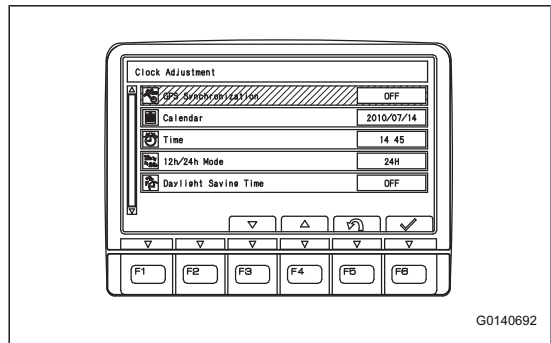 Clock Adjustment
GPS Synchronization OFF
Calendar 2010/07/14
Time 14 45
12h/24h Mode 24H
Daylight Saving Time OFF
F1 F2 F3 F4 F5 F6
G0140692